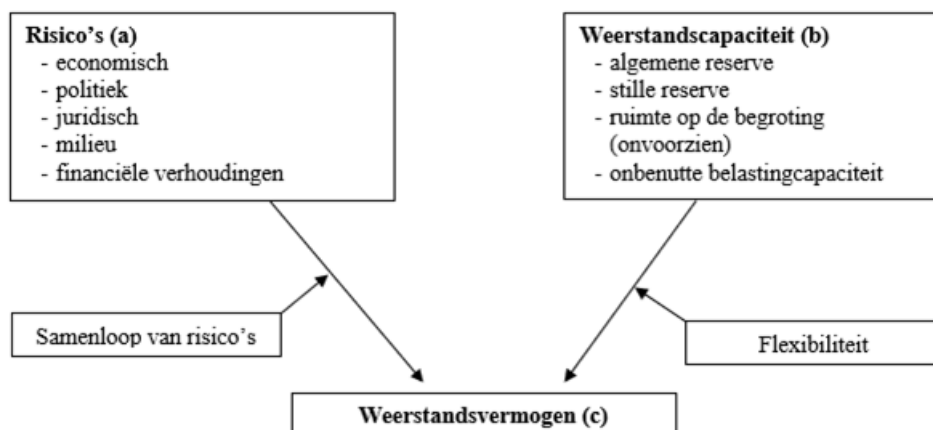 Risico’s (a)
- economisch
- politiek
- juridisch
- milieu
- financiële verhoudingen
Weerstandscapaciteit (b)
- algemene reserve
- stille reserve
- ruimte op de begroting
(onvoorzien)
- onbenutte belastingcapaciteit
Samenloop van risico’s
Flexibiliteit
Weerstandsvermogen (c)